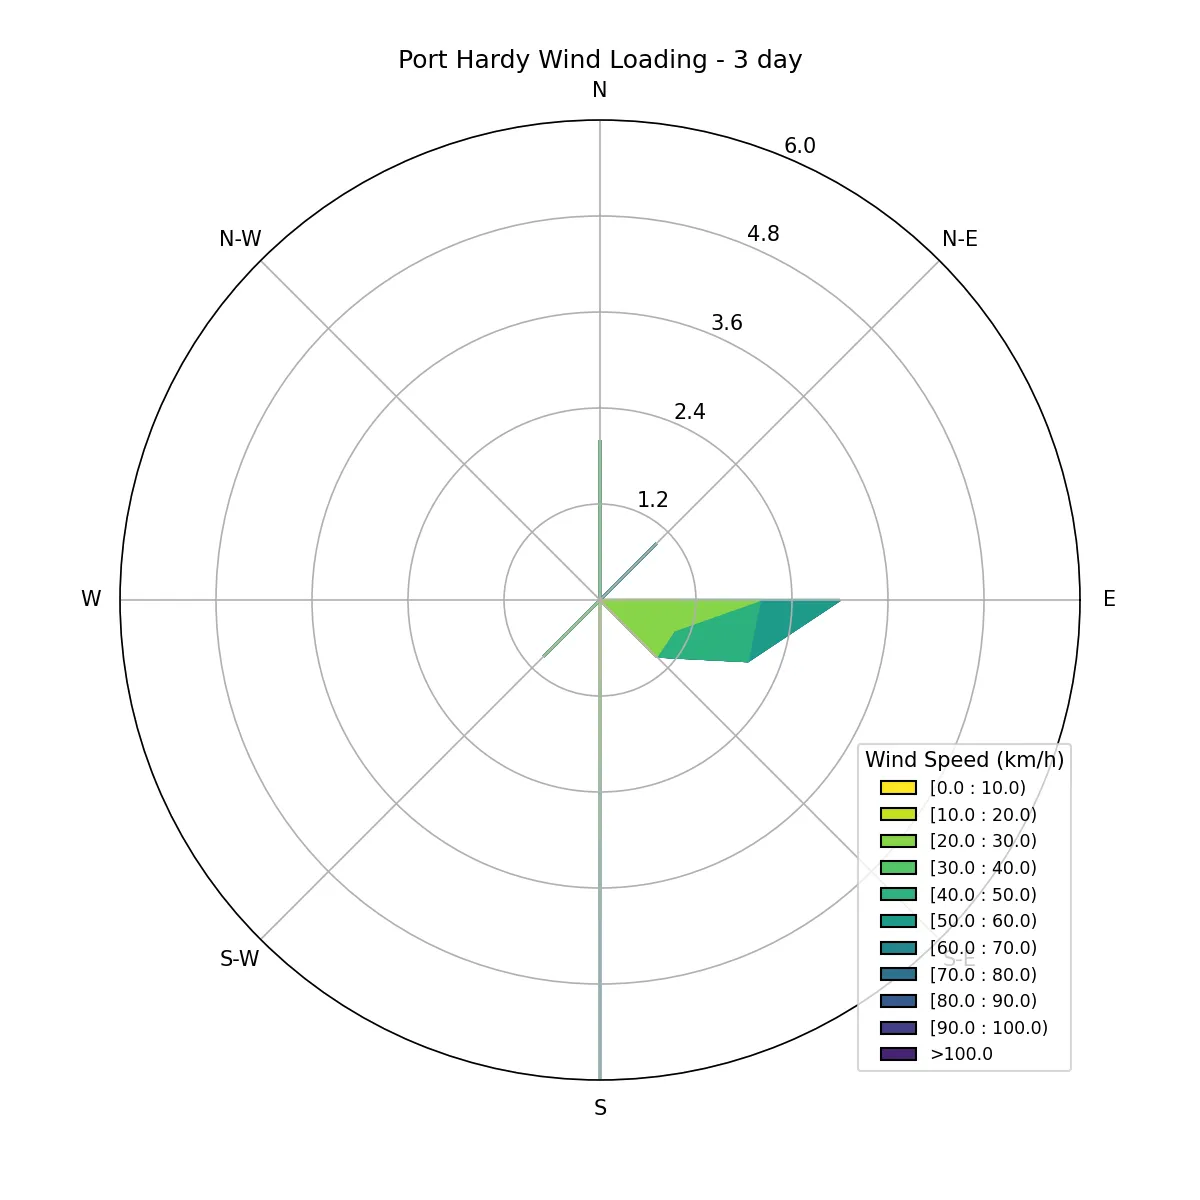 Port Hardy Wind Loading - 3 day
N
6.0
4.8
N-W
N-E
3.6
2.4
1.2
W
E
Wind Speed (km/h)
[0.0 : 10.0)
[10.0 : 20.0)
[20.0 : 30.0)
[30.0 : 40.0)
[40.0 : 50.0)
[50.0 : 60.0)
[60.0 : 70.0)
[70.0 : 80.0)
[80.0 : 90.0)
[90.0 : 100.0)
>100.0
S-W
S-E
S